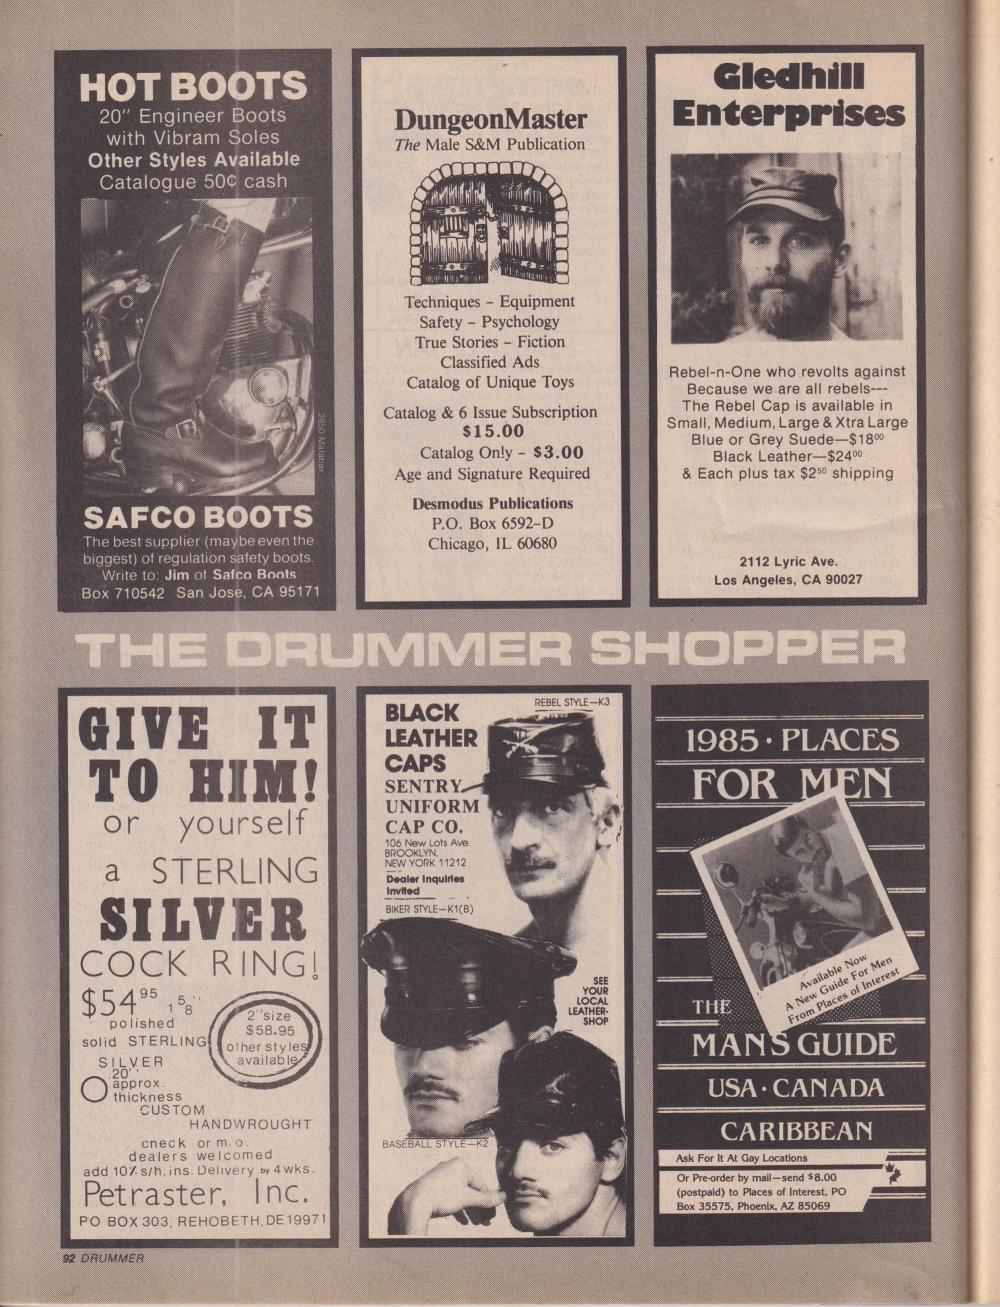 HOT BOOTS
20" Engineer Boots
with Vibram Soles
Other Styles Available
Catalogue 50¢ cash
SAFCO BOOTS
The best supplier (maybe even the
biggest) of regulation safety boots.
Write to: Jim of Safco Boots
Box 710542 San Jose, CA 95171
DungeonMaster
The Male S&M Publication
Techniques - Equipment
Safety - Psychology
True Stories - Fiction
Classified Ads
Catalog of Unique Toys
Catalog & 6 Issue Subscription
$15.00
Catalog Only - $3.00
Age and Signature Required
Desmodus Publications
P.O. Box 6592-D
Chicago, IL 60680
Gledhill
Enterprises
Rebel-n-One who revolts against
Because we are all rebels---
The Rebel Cap is available in
Small, Medium, Large & Xtra Large
Blue or Grey Suede—$18⁰⁰
Black Leather—$24⁰⁰
& Each plus tax $2⁵⁰ shipping
2112 Lyric Ave.
Los Angeles, CA 90027
THE DRUMMER SHOPPER
GIVE IT
TO HIM!
or yourself
a STERLING
SILVER
COCK RING!
$54⁹⁵ 1⅝"
polished
solid STERLING
SILVER
20"
approx.
thickness
2" size
$58.95
other styles
available
CUSTOM
HANDWROUGHT
check or m.o.
dealers welcomed
add 10% s/h, ins. Delivery by 4 wks.
Petraster, Inc.
PO BOX 303, REHOBETH, DE 19971
REBEL STYLE—K3
BLACK
LEATHER
CAPS
SENTRY
UNIFORM
CAP CO.
106 New Lots Ave.
BROOKLYN,
NEW YORK 11212
Dealer Inquiries
Invited
BIKER STYLE—K1(B)
SEE
YOUR
LOCAL
LEATHER-
SHOP
BASEBALL STYLE—K2
1985 · PLACES
FOR MEN
Available Now
A New Guide For Men
From Places of Interest
THE
MAN'S GUIDE
USA · CANADA
CARIBBEAN
Ask For It At Gay Locations
Or Pre-order by mail—send $8.00
(postpaid) to Places of Interest, PO
Box 35575, Phoenix, AZ 85069
92 DRUMMER